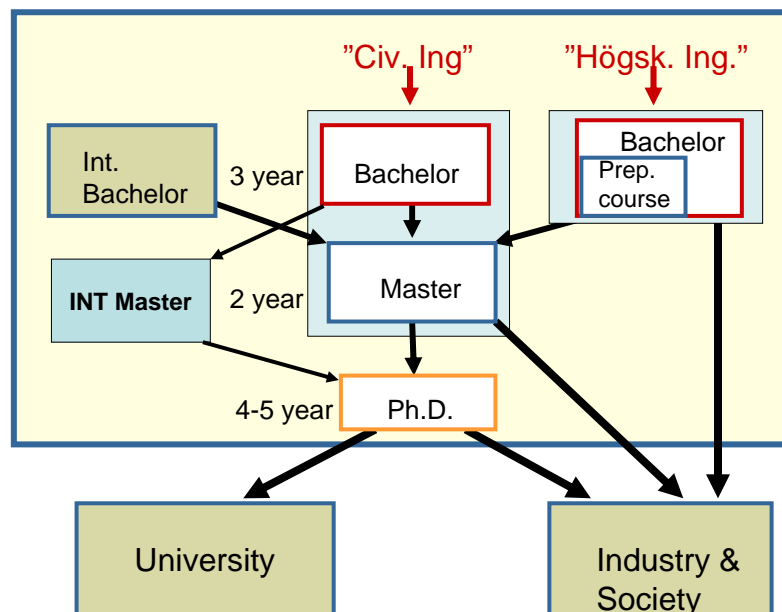 ”Civ. Ing”
”Högsk. Ing.”
Int.
Bachelor
3 year
Bachelor
Bachelor
Prep.
course
INT Master
2 year
Master
4-5 year
Ph.D.
University
Industry &
Society